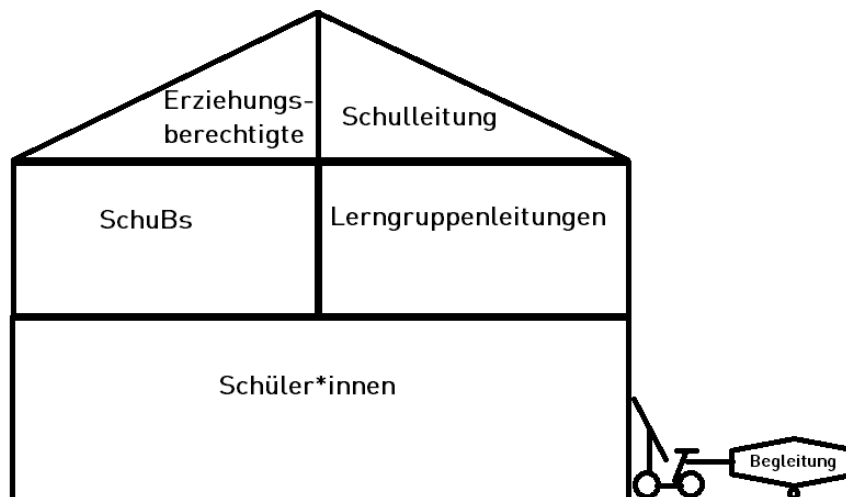 Erziehungs-
berechtigte
Schulleitung
SchuBs
Lerngruppenleitungen
Schüler*innen
Begleitung